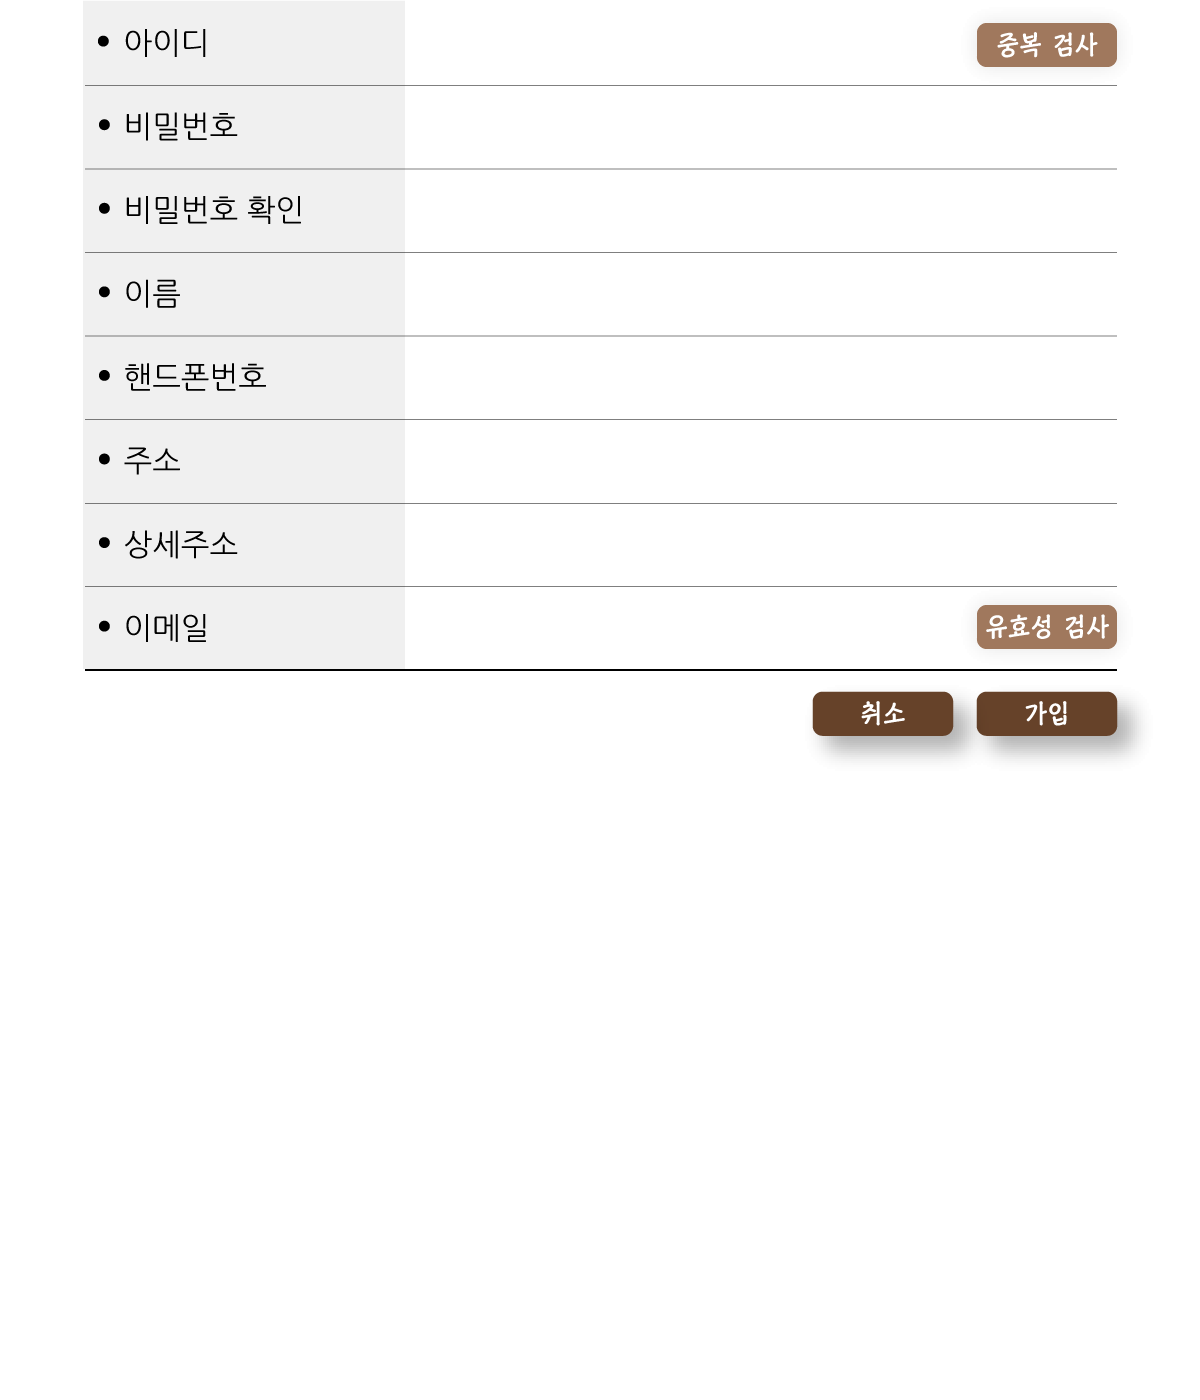 • 아이디 중복 검사
• 비밀번호
• 비밀번호 확인
• 이름
• 핸드폰번호
• 주소
• 상세주소
• 이메일 유효성 검사
취소 가입